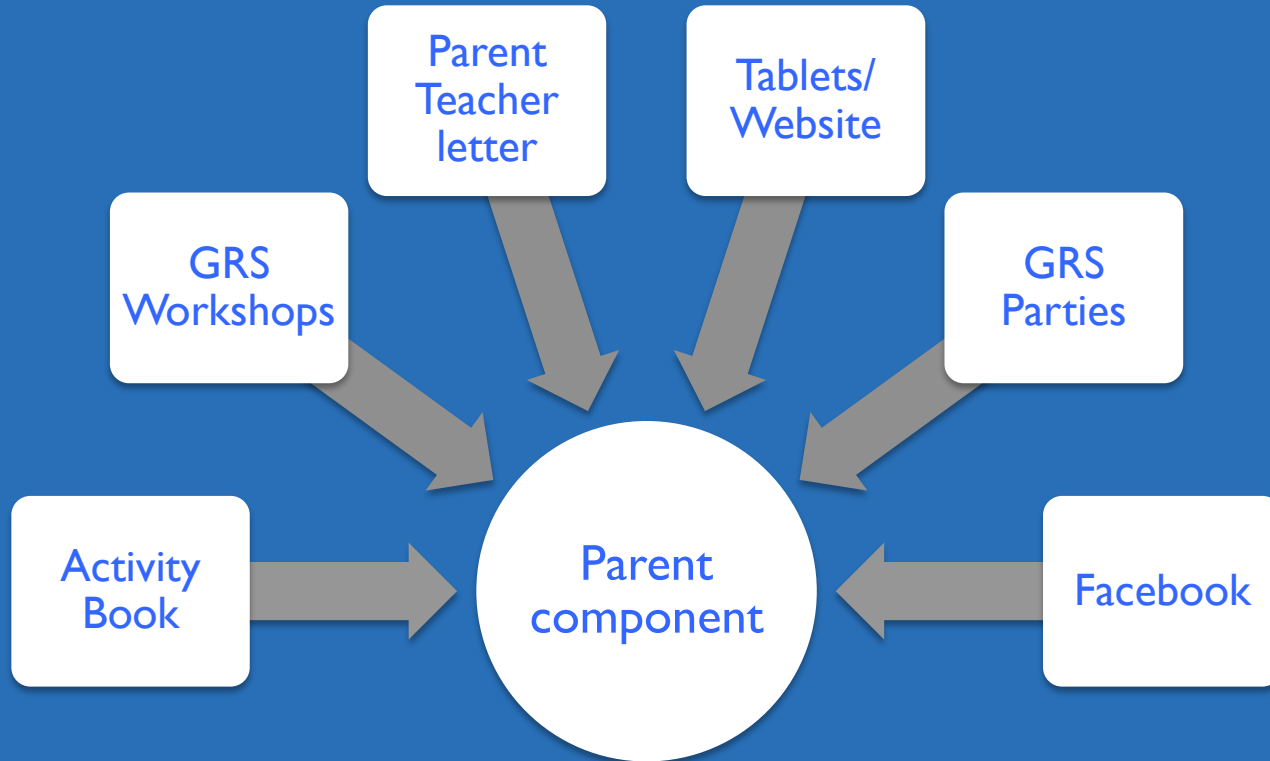 Parent
Teacher
letter
Tablets/
Website
GRS
Workshops
GRS
Parties
Activity
Book
Parent
component
Facebook